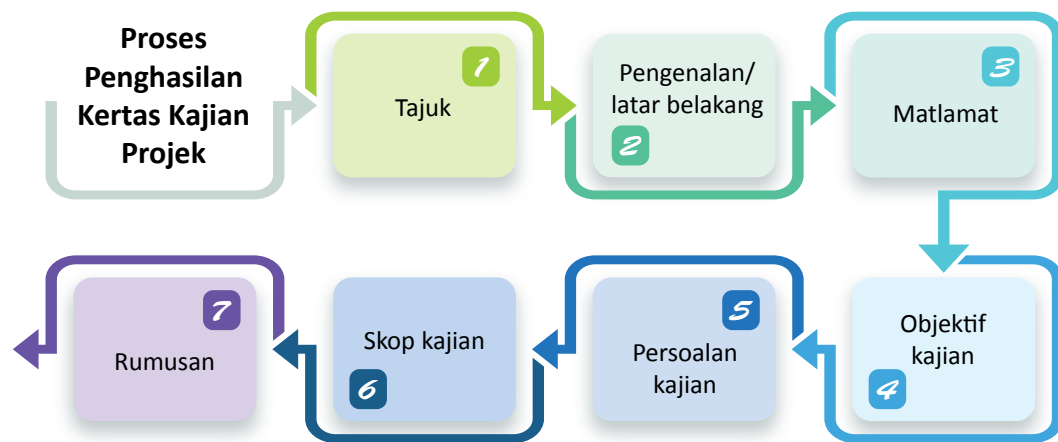 Proses
Penghasilan
Kertas Kajian
Projek
1
Tajuk
Pengenalan/
latar belakang
2
3
Matlamat
Objektif
kajian
4
5
Persoalan
kajian
Skop kajian
6
7
Rumusan